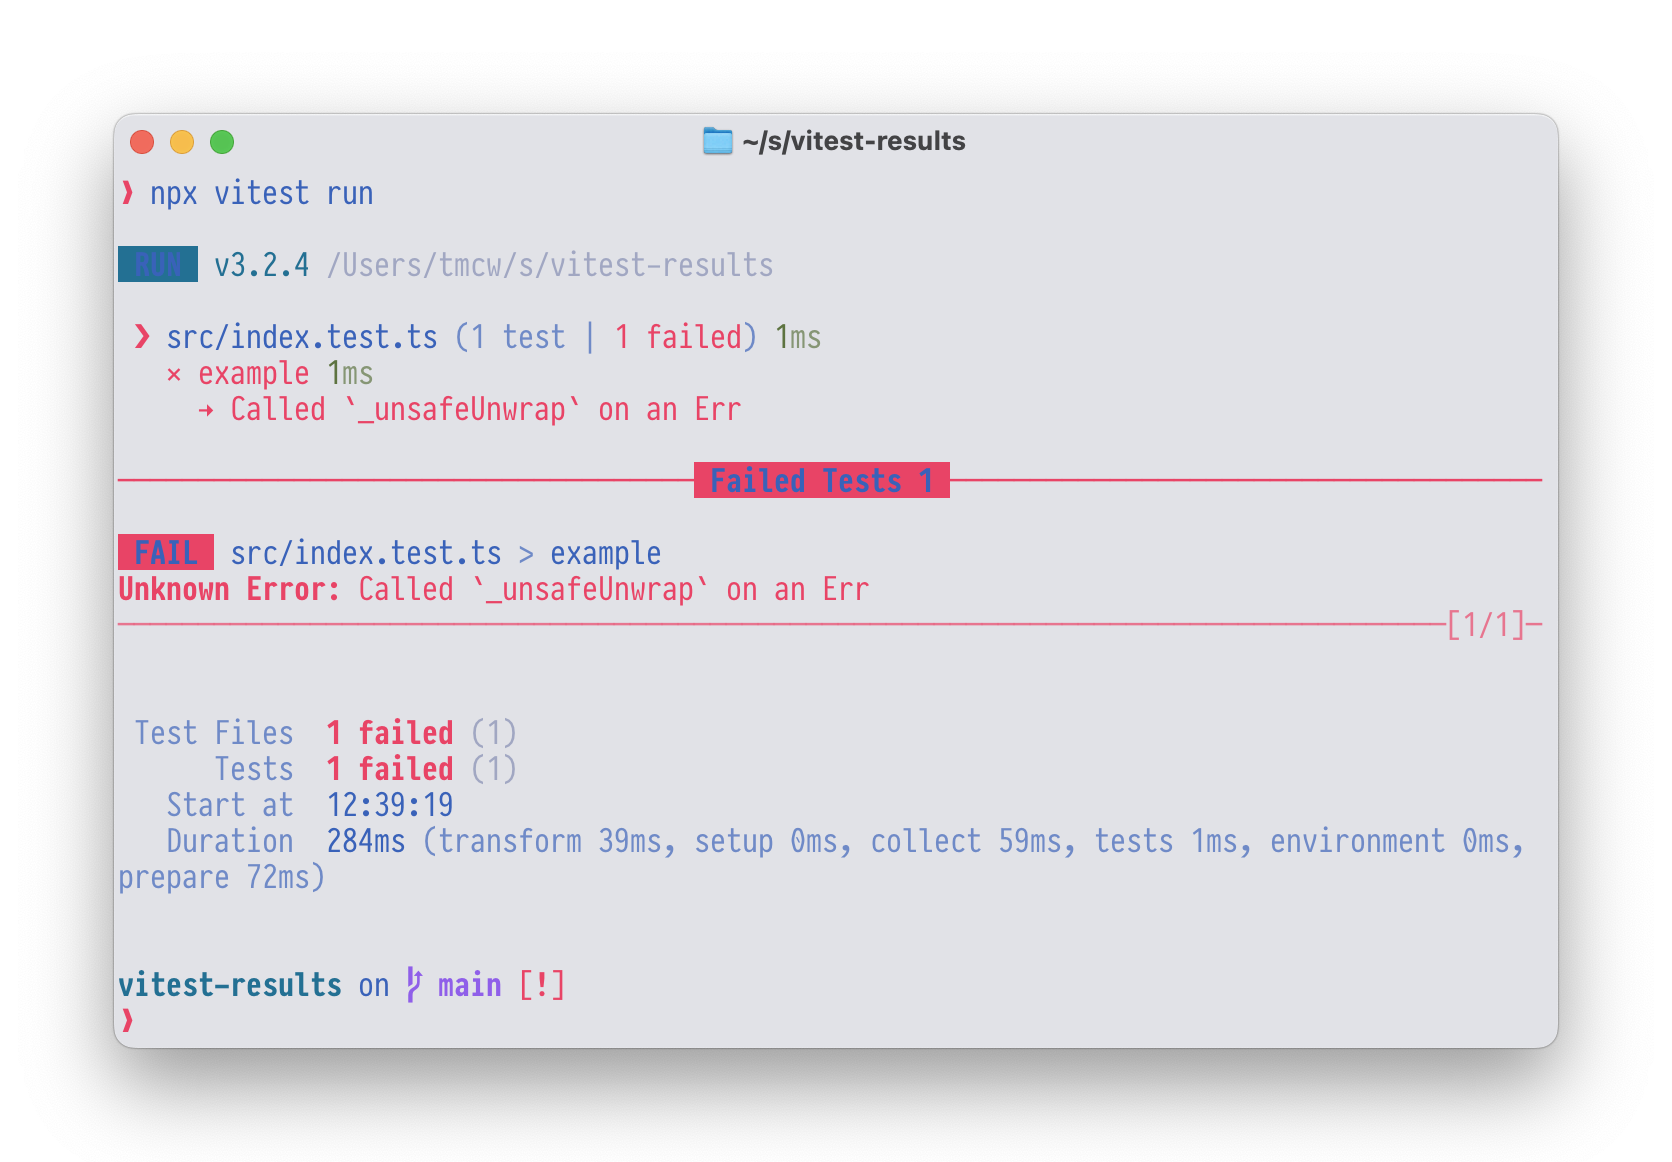 ~/s/vitest-results
❯ npx vitest run
RUN v3.2.4 /Users/tmcw/s/vitest-results
❯ src/index.test.ts (1 test | 1 failed) 1ms
× example 1ms
→ Called `_unsafeUnwrap` on an Err
Failed Tests 1
FAIL src/index.test.ts > example
Unknown Error: Called `_unsafeUnwrap` on an Err
[1/1]
Test Files 1 failed (1)
Tests 1 failed (1)
Start at 12:39:19
Duration 284ms (transform 39ms, setup 0ms, collect 59ms, tests 1ms, environment 0ms,
prepare 72ms)
vitest-results on main [!]
❯